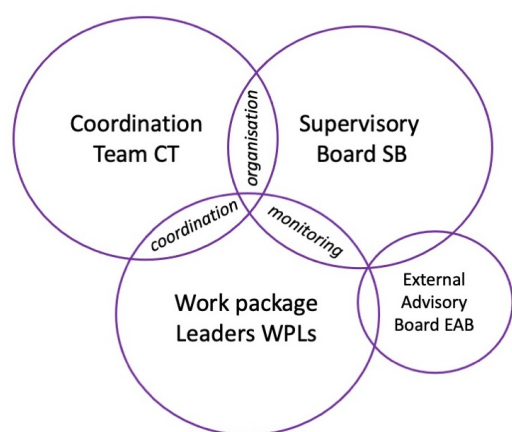 Coordination
Team CT
organisation
Supervisory
Board SB
coordination
monitoring
External
Advisory
Board EAB
Work package
Leaders WPLs